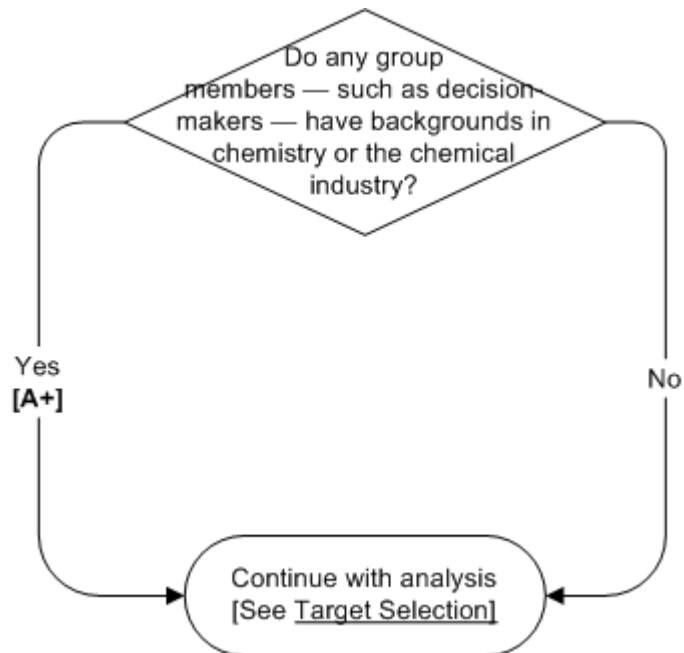 Do any group
members — such as decision-
makers — have backgrounds in
chemistry or the chemical
industry?
Yes
[A+]
No
Continue with analysis
[See Target Selection]